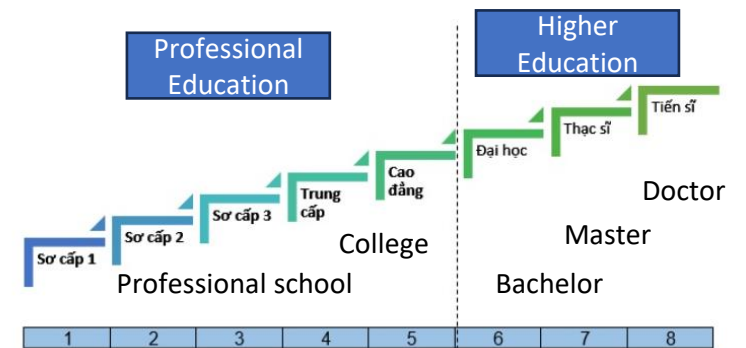 Professional
Education
Higher
Education
Sơ cấp 1
Sơ cấp 2
Sơ cấp 3
Trung
cấp
Cao
đẳng
Đại học
Thạc sĩ
Tiến sĩ
Professional school
College
Bachelor
Master
Doctor
1 2 3 4 5 6 7 8